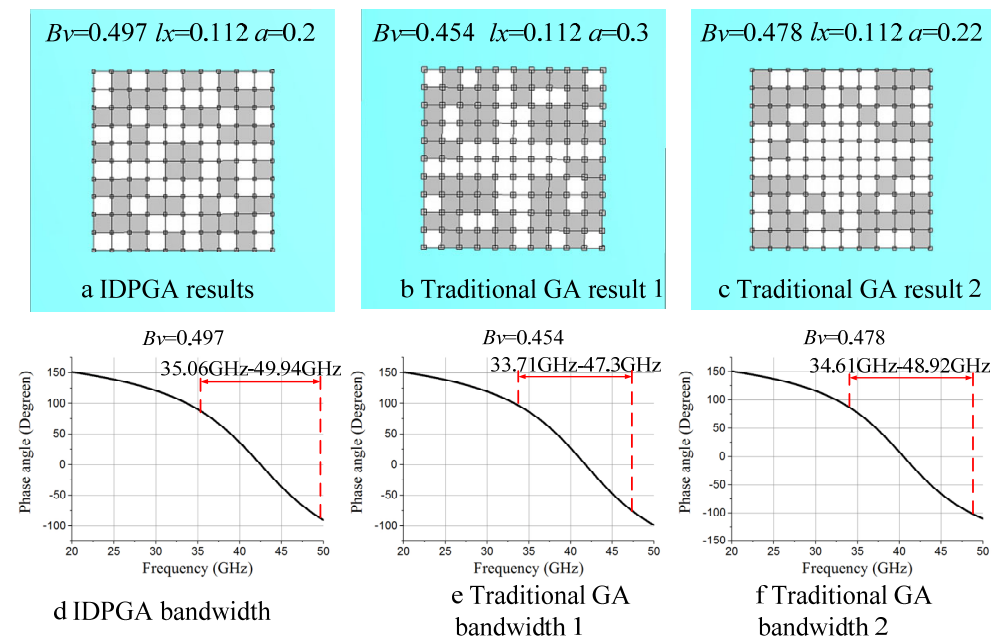 Bv=0.497 lx=0.112 a=0.2
Bv=0.454 lx=0.112 a=0.3
Bv=0.478 lx=0.112 a=0.22
a IDPGA results
b Traditional GA result 1
c Traditional GA result 2
Bv=0.497
35.06GHz-49.94GHz
Phase angle (Degreen)
150
100
50
0
-50
-100
20 25 30 35 40 45 50
Frequency (GHz)
d IDPGA bandwidth
Bv=0.454
33.71GHz-47.3GHz
Phase angle (Degreen)
150
100
50
0
-50
-100
20 25 30 35 40 45 50
Frequency (GHz)
e Traditional GA
bandwidth 1
Bv=0.478
34.61GHz-48.92GHz
Phase angle (Degreen)
150
100
50
0
-50
-100
-150
20 25 30 35 40 45 50
Frequency (GHz)
f Traditional GA
bandwidth 2